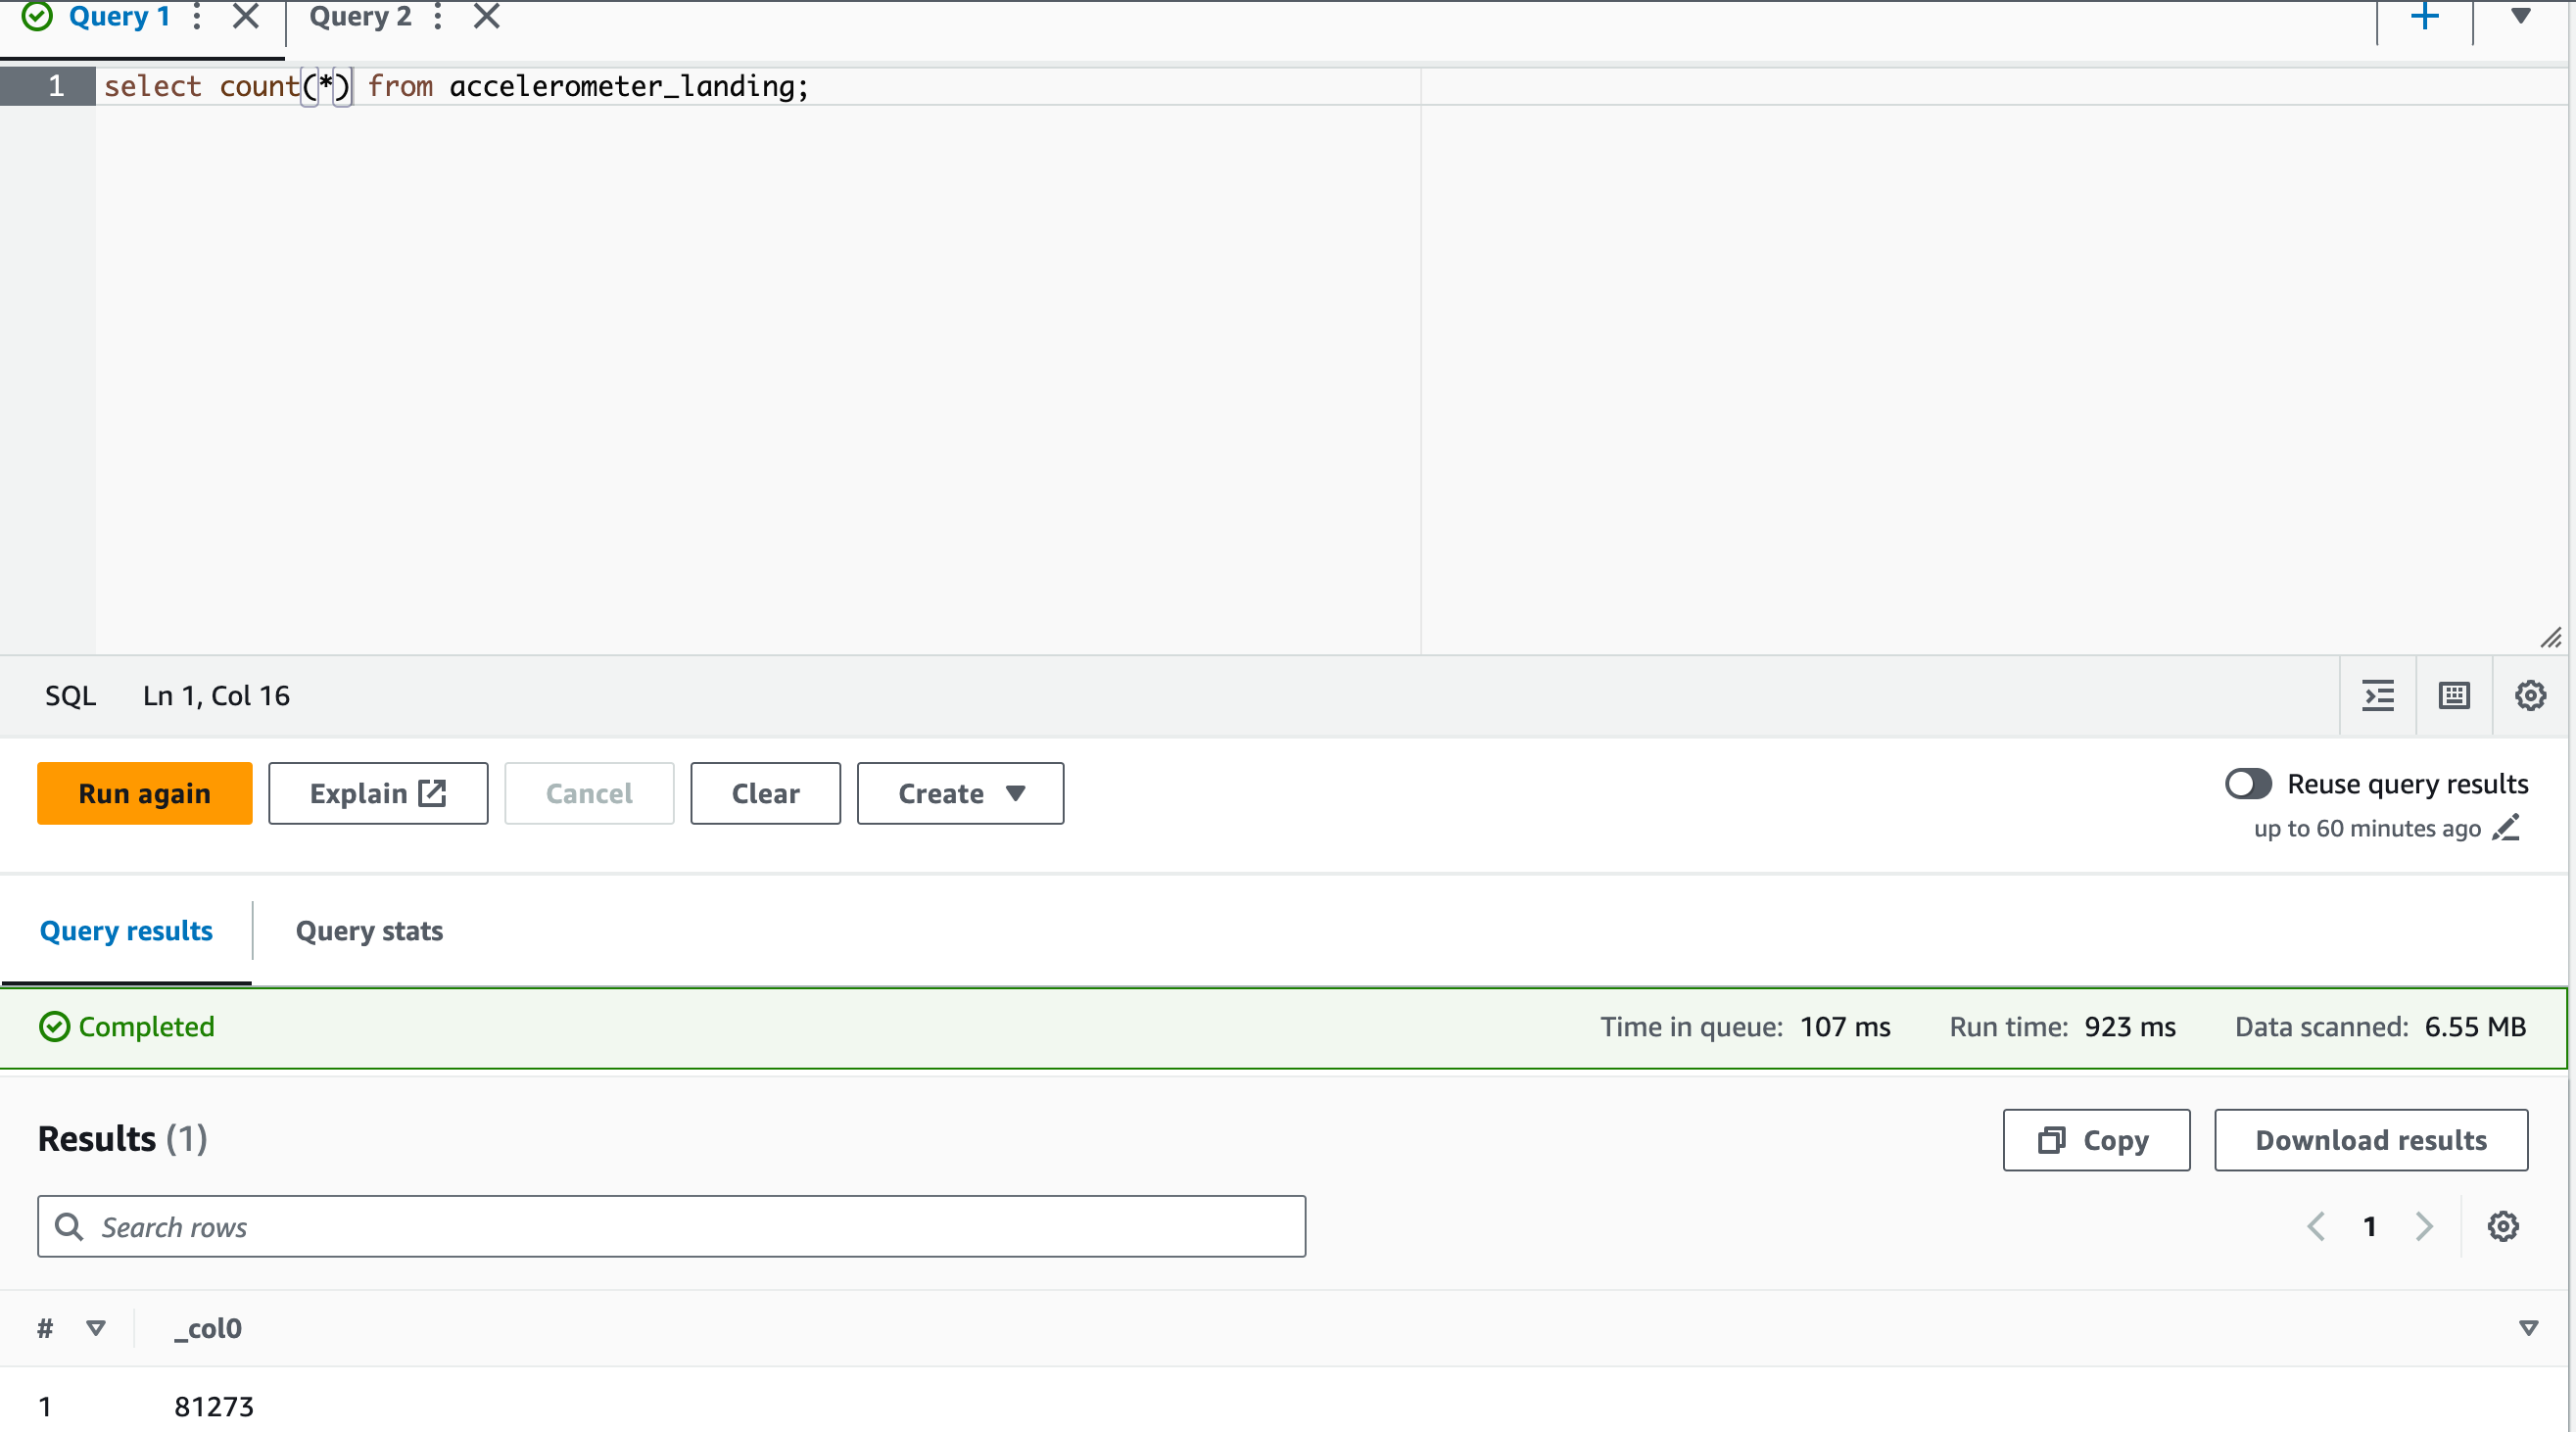 Query 1 Query 2
1 select count(*) from accelerometer_landing;
SQL Ln 1, Col 16
Run again Explain Cancel Clear Create Reuse query results
up to 60 minutes ago
Query results Query stats
Completed Time in queue: 107 ms Run time: 923 ms Data scanned: 6.55 MB
Results (1) Copy Download results
Search rows 1
# _col0
1 81273